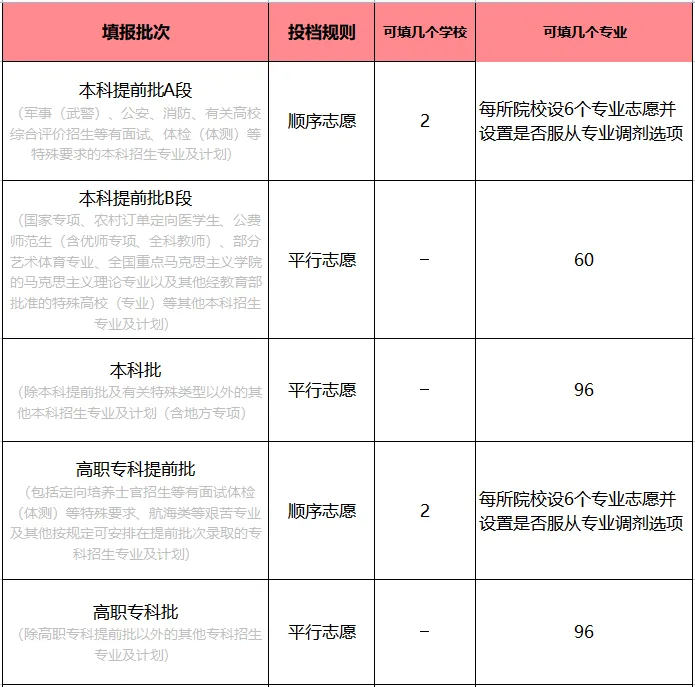 填报批次
投档规则
可填几个学校
可填几个专业
本科提前批A段
（军事（武警）、公安、消防、有关高校
综合评价招生等有面试、体检（体测）等
特殊要求的本科招生专业及计划）
顺序志愿
2
每所院校设6个专业志愿并
设置是否服从专业调剂选项
本科提前批B段
（国家专项、农村订单定向医学生、公费
师范生（含优师专项、全科教师）、部分
艺术体育专业、全国重点马克思主义学院
的马克思主义理论专业以及其他经教育部
批准的特殊高校（专业）等其他本科招生
专业及计划）
平行志愿
–
60
本科批
（除本科提前批及有关特殊类型以外的其
他本科招生专业及计划（含地方专项）
平行志愿
–
96
高职专科提前批
（包括定向培养士官招生等有面试体检
（体测）等特殊要求、航海类等艰苦专业
及其他按规定可安排在提前批次录取的专
科招生专业及计划）
顺序志愿
2
每所院校设6个专业志愿并
设置是否服从专业调剂选项
高职专科批
（除高职专科提前批以外的其他专科招生
专业及计划）
平行志愿
–
96